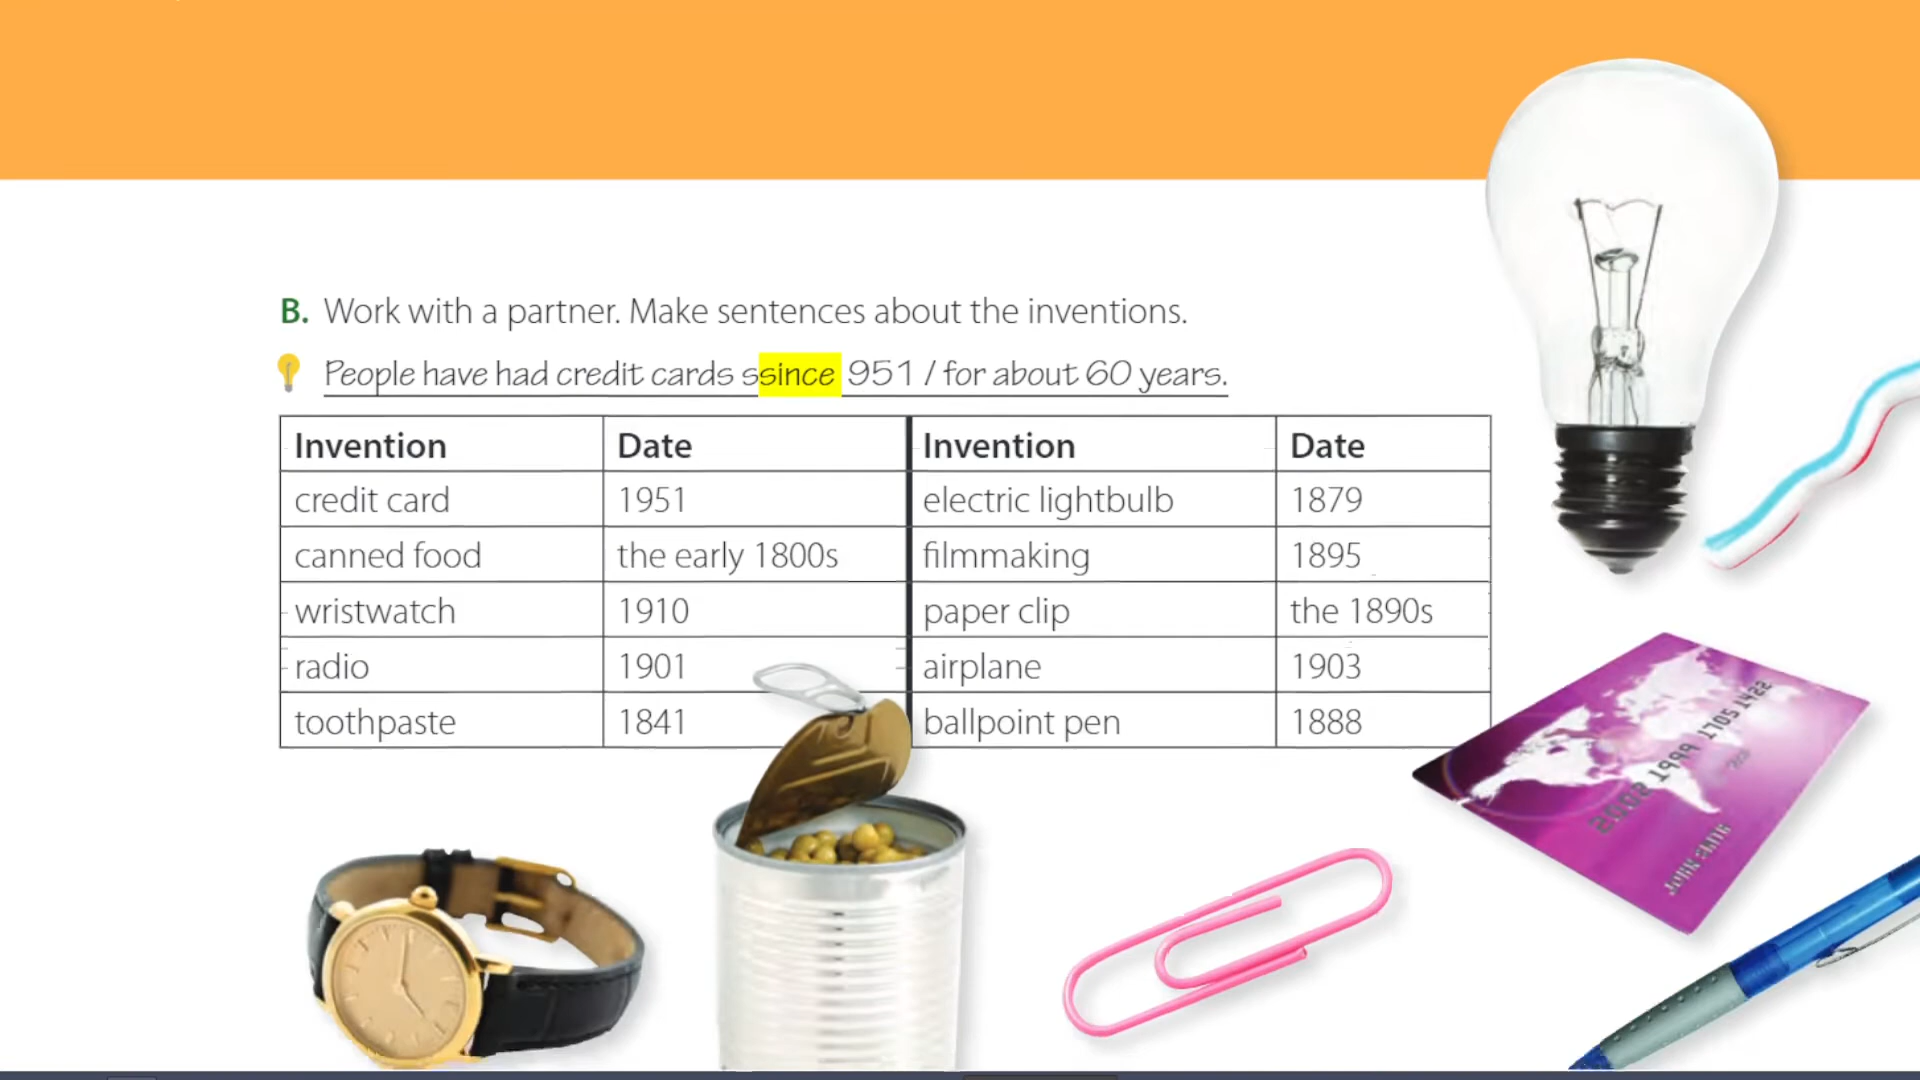 B. Work with a partner. Make sentences about the inventions.
People have had credit cards ssince 951 / for about 60 years.
Invention Date Invention Date
credit card 1951 electric lightbulb 1879
canned food the early 1800s filmmaking 1895
wristwatch 1910 paper clip the 1890s
radio 1901 airplane 1903
toothpaste 1841 ballpoint pen 1888